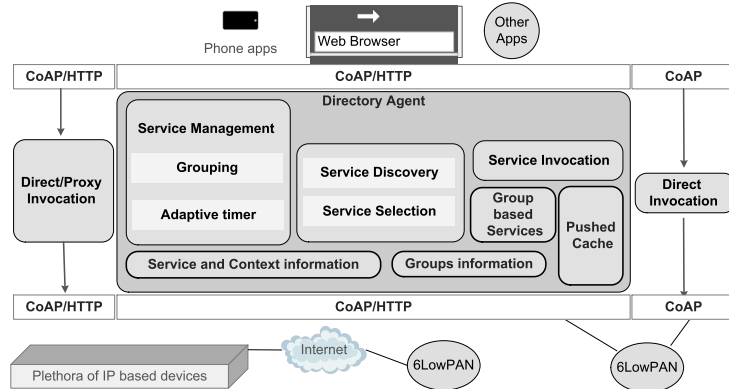 Phone apps
Web Browser
Other
Apps
CoAP/HTTP
CoAP/HTTP
CoAP
Directory Agent
Service Management
Grouping
Adaptive timer
Service Discovery
Service Selection
Service Invocation
Group
based
Services
Pushed
Cache
Direct/Proxy
Invocation
Direct
Invocation
Service and Context information
Groups information
CoAP/HTTP
CoAP/HTTP
CoAP
Internet
Plethora of IP based devices
6LowPAN
6LowPAN